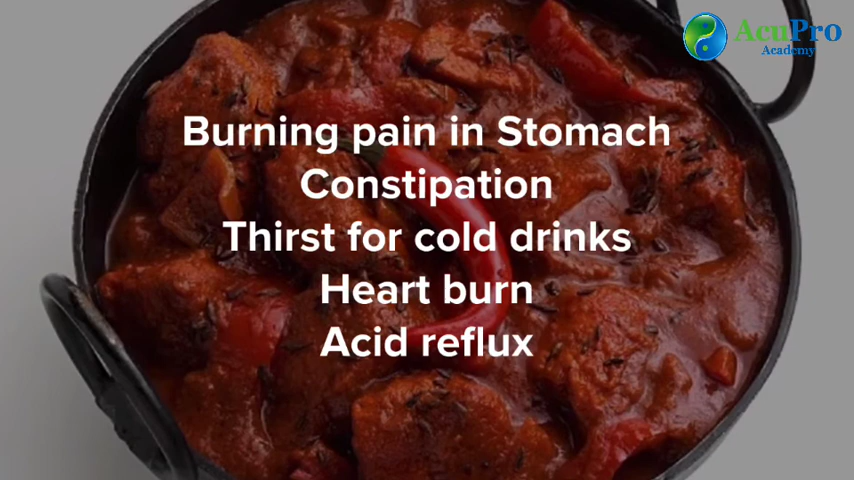 AcuPro
Academy
Burning pain in Stomach
Constipation
Thirst for cold drinks
Heart burn
Acid reflux